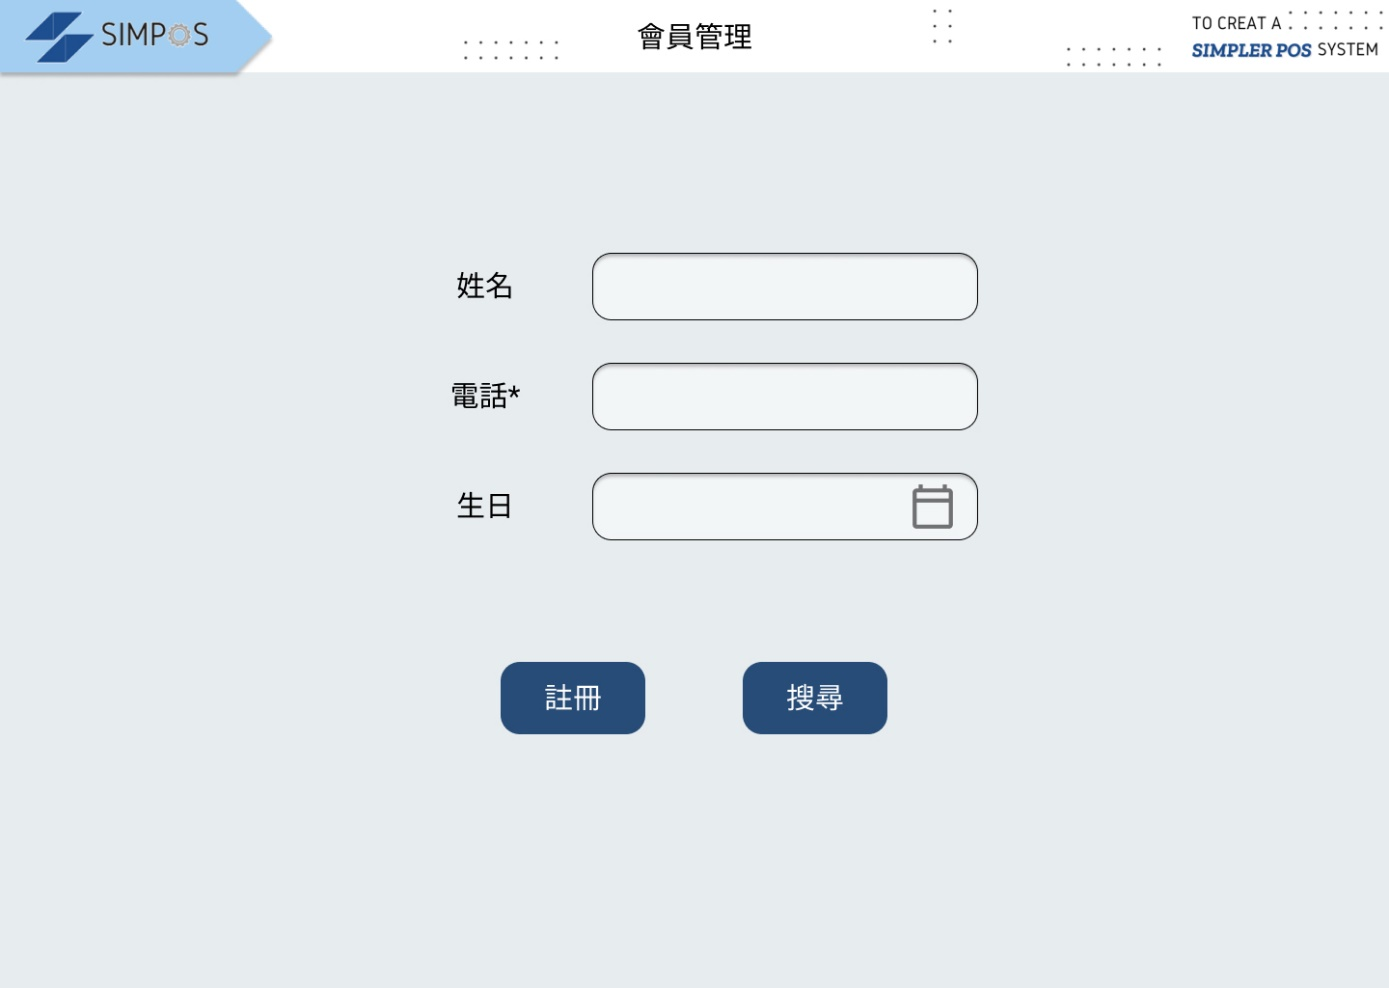 SIMPOS
會員管理
TO CREAT A
SIMPLER POS SYSTEM
姓名
電話*
生日
註冊
搜尋